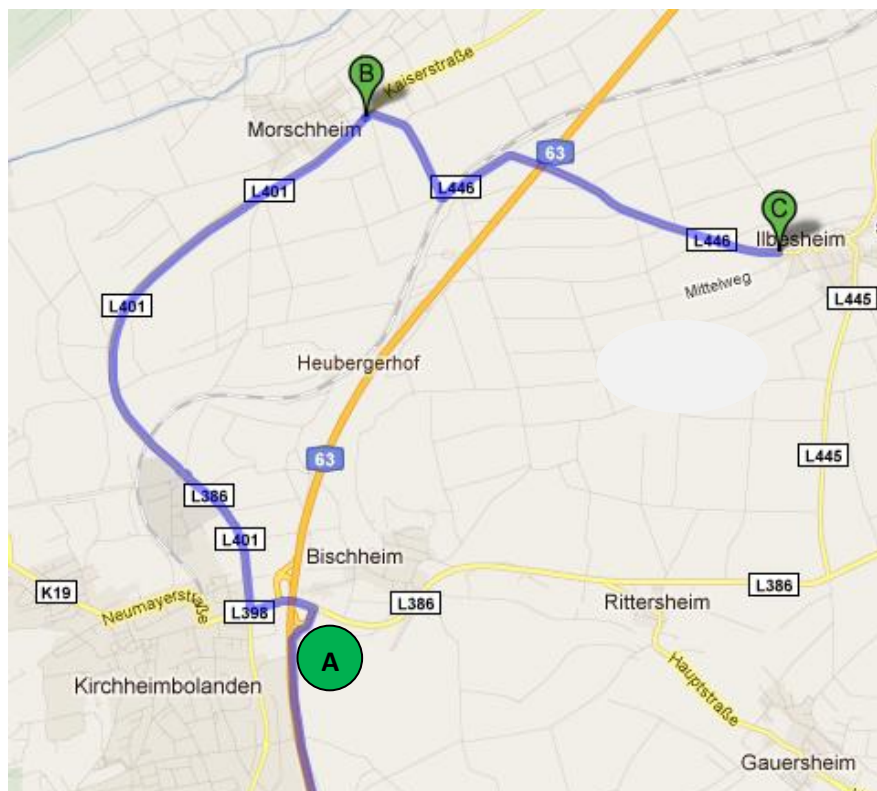 Kaiserstraße
B
Morschheim
63
L401
L446
C
L446
Ilbesheim
Mittelweg
L401
L445
Heubergerhof
63
L445
L386
L401
Bischheim
K19
L386
L386
Neumayerstraße
L398
Rittersheim
A
Kirchheimbolanden
Hauptstraße
Gauersheim